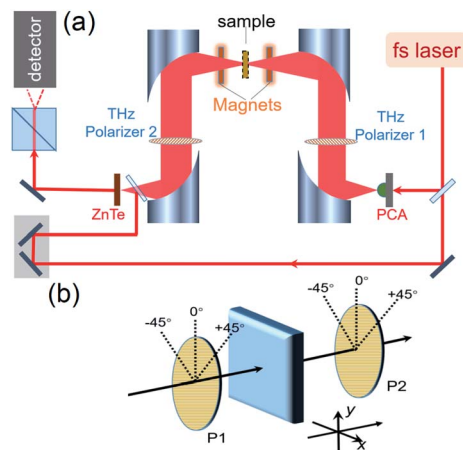 (a)
detector
sample
fs laser
Magnets
THz
Polarizer 2
THz
Polarizer 1
ZnTe
PCA
(b)
-45°
0°
+45°
-45°
0°
+45°
P1
P2
y
x